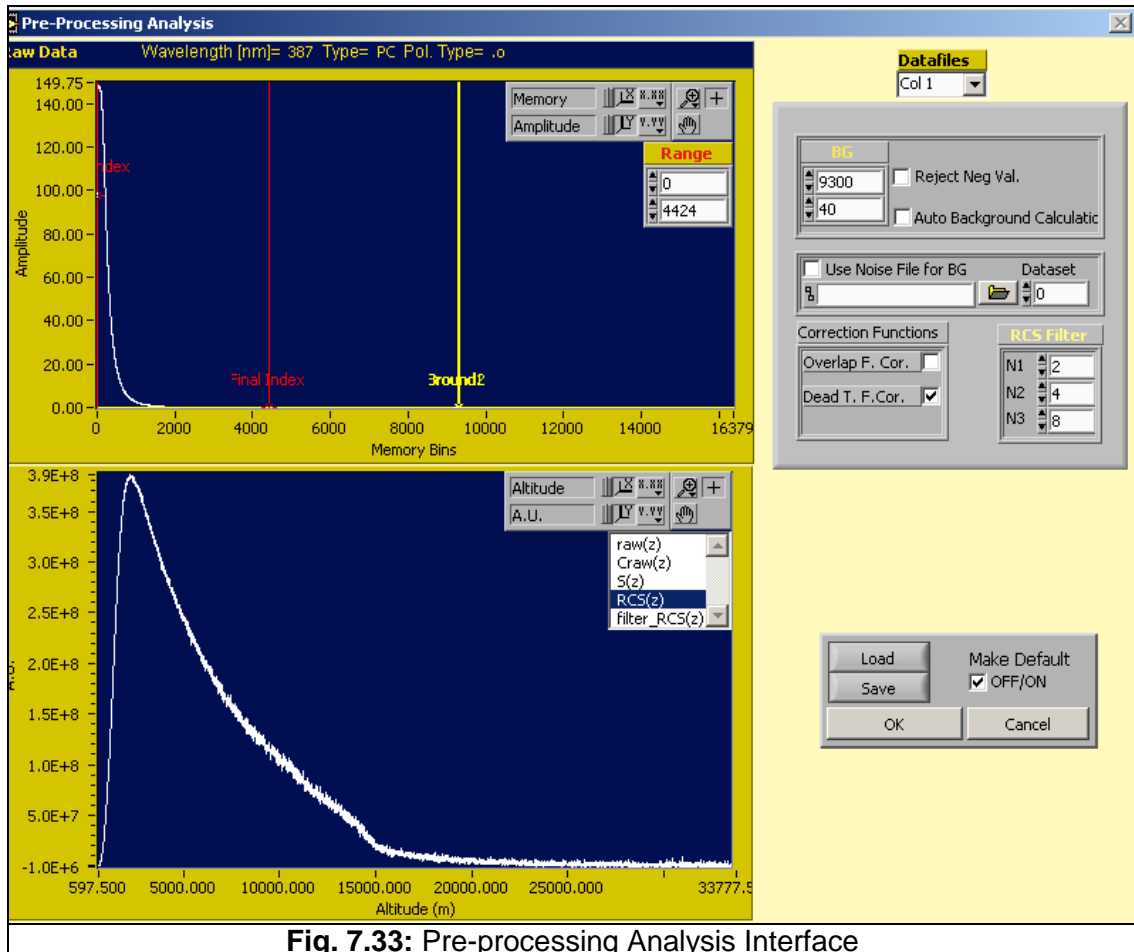 Pre-Processing Analysis
Raw Data Wavelength [nm]= 387 Type= PC Pol. Type= .o
149.75
140.00
120.00
100.00
80.00
60.00
40.00
20.00
0.00
Amplitude
ndex
Final Index
Memory X.XX
Amplitude Y.YY
Range
0
4424
0 2000 4000 6000 8000 10000 12000 14000 16379
Memory Bins
Datafiles
Col 1
BG
9300 Reject Neg Val.
40 Auto Background Calculatic
Use Noise File for BG Dataset
0
Correction Functions
Overlap F. Cor.
Dead T. F.Cor.
RCS Filter
N1 2
N2 4
N3 8
3.9E+8
3.5E+8
3.0E+8
2.5E+8
2.0E+8
1.5E+8
1.0E+8
5.0E+7
-1.0E+6
A.U.
Altitude X.XX
A.U. Y.YY
raw(z)
Craw(z)
S(z)
RCS(z)
filter_RCS(z)
597.500 5000.000 10000.000 15000.000 20000.000 25000.000 33777.5
Altitude (m)
Load
Save
Make Default
OFF/ON
OK Cancel
Fig. 7.33: Pre-processing Analysis Interface